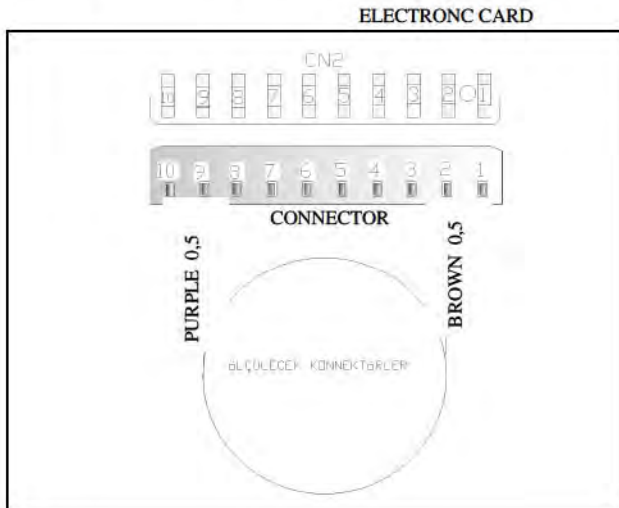 ELECTRONC CARD
CN2
10 9 8 7 6 5 4 3 2 1
10 9 8 7 6 5 4 3 2 1
CONNECTOR
PURPLE 0,5
BROWN 0,5
ÖLÇÜLECEK KONNEKTÖRLER